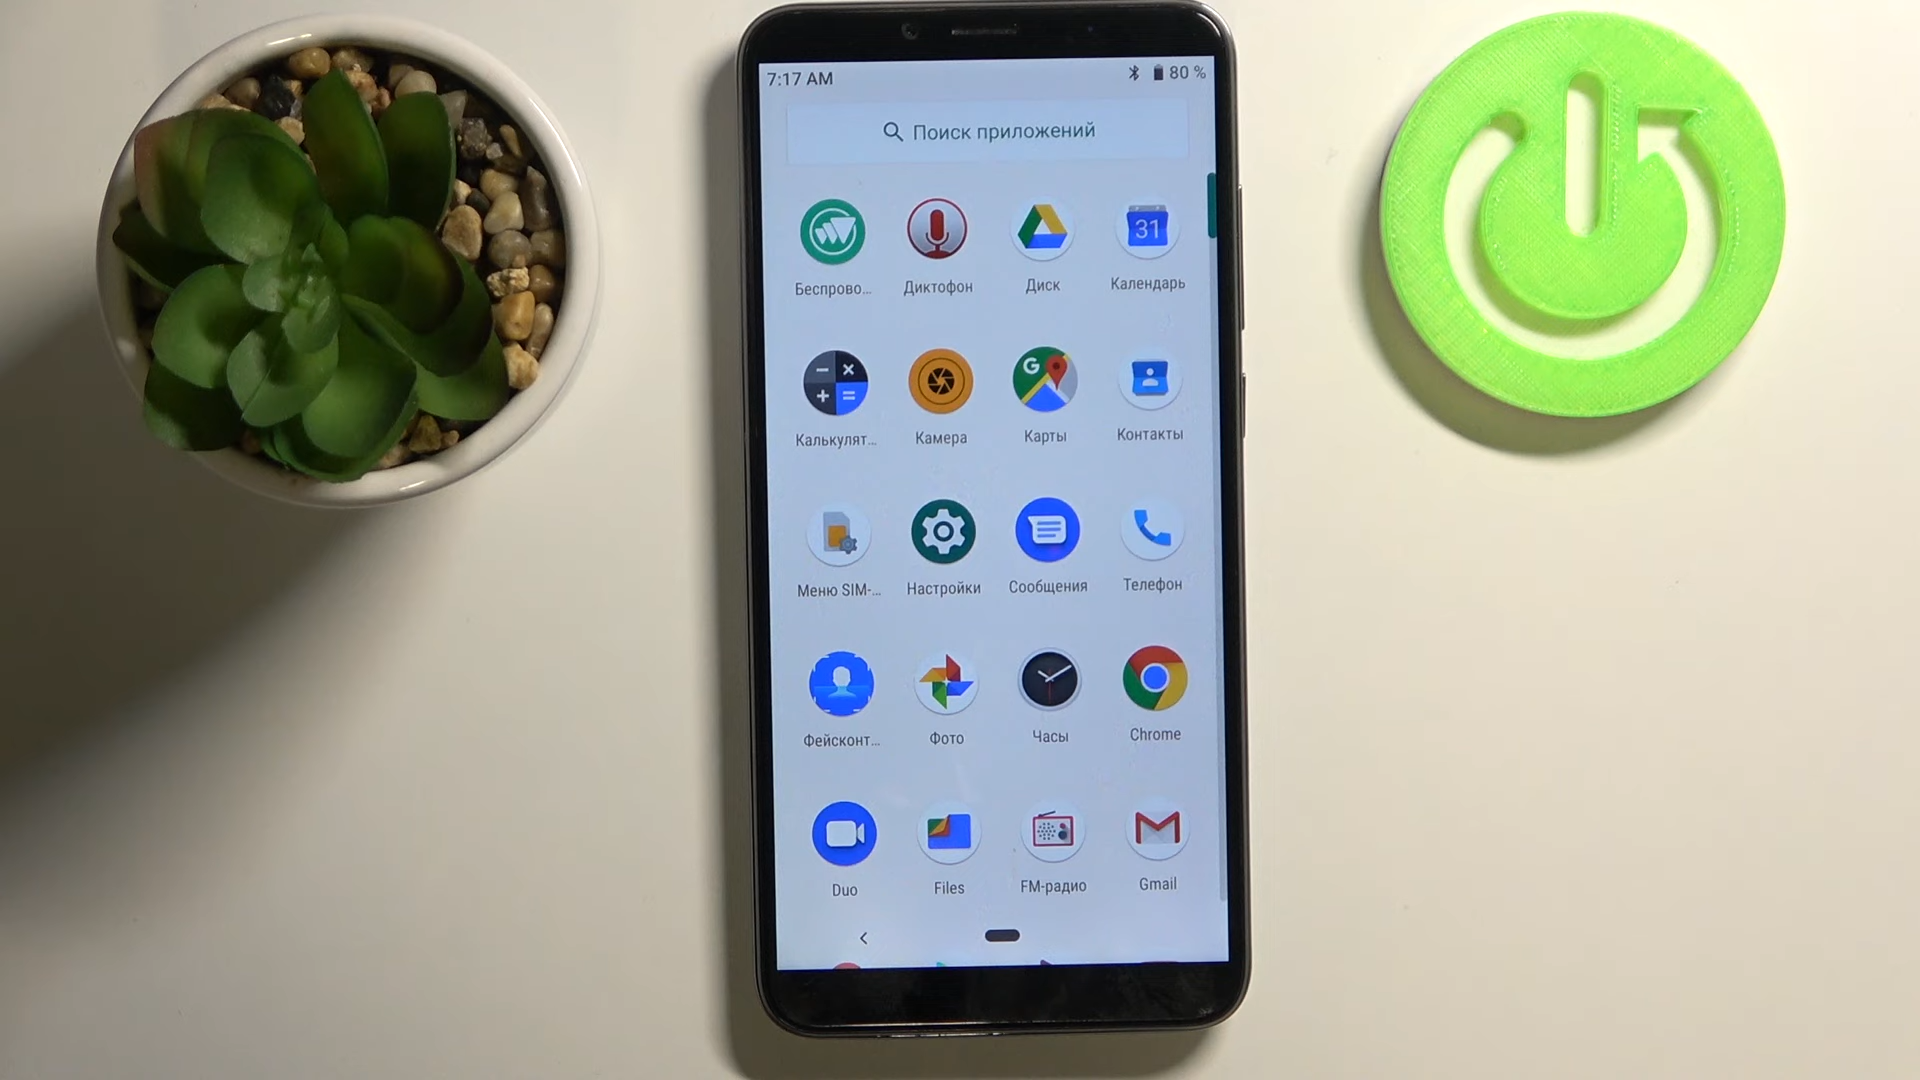 7:17 AM
80 %
Поиск приложений
Беспрово...
Диктофон
Диск
Календарь
31
Калькулят...
Камера
Карты
Контакты
G
Меню SIM-...
Настройки
Сообщения
Телефон
Фейсконт...
Фото
Часы
Chrome
Duo
Files
FM-радио
Gmail